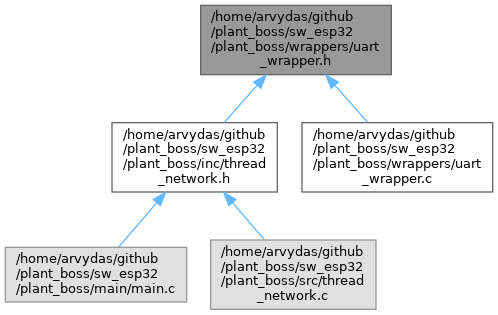 /home/arvydas/github
/plant_boss/sw_esp32
/plant_boss/wrappers/uart
_wrapper.h
/home/arvydas/github
/plant_boss/sw_esp32
/plant_boss/inc/thread
_network.h
/home/arvydas/github
/plant_boss/sw_esp32
/plant_boss/wrappers/uart
_wrapper.c
/home/arvydas/github
/plant_boss/sw_esp32
/plant_boss/main/main.c
/home/arvydas/github
/plant_boss/sw_esp32
/plant_boss/src/thread
_network.c